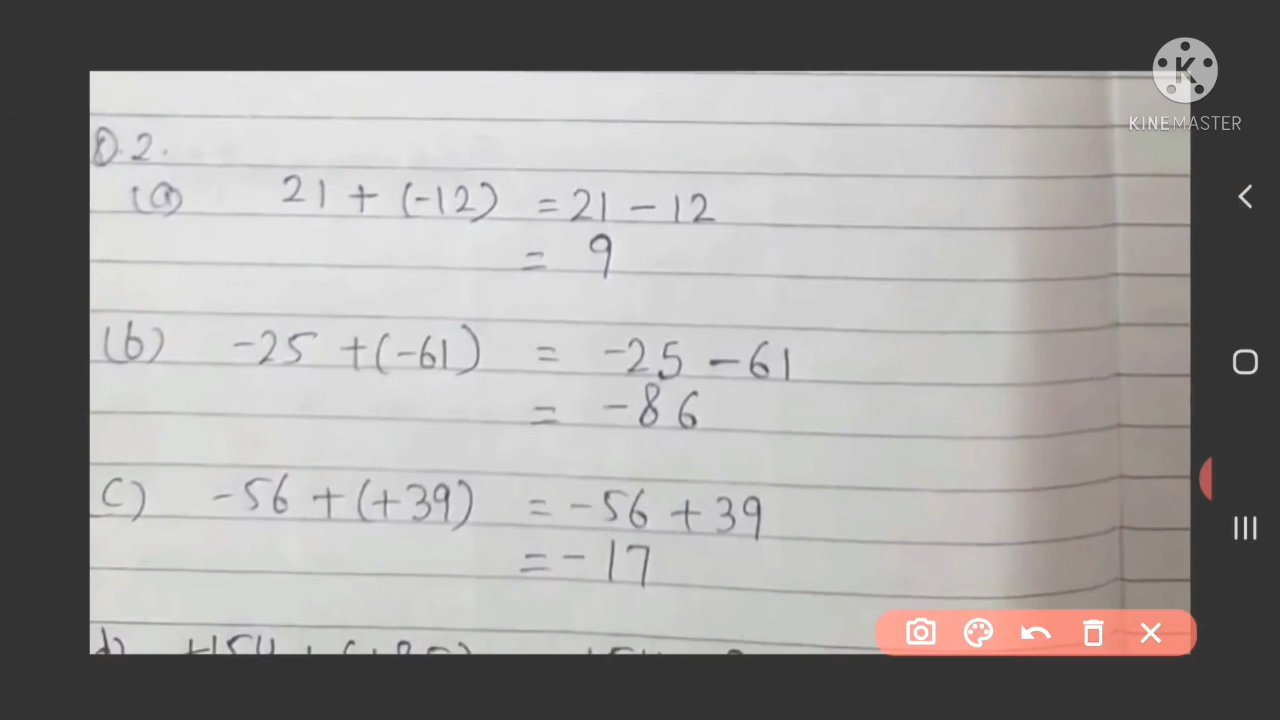 KINEMASTER
Q.2.
(a) 21 + (-12) = 21 - 12
= 9
(b) -25 + (-61) = -25 - 61
= -86
c) -56 + (+39) = -56 + 39
= -17